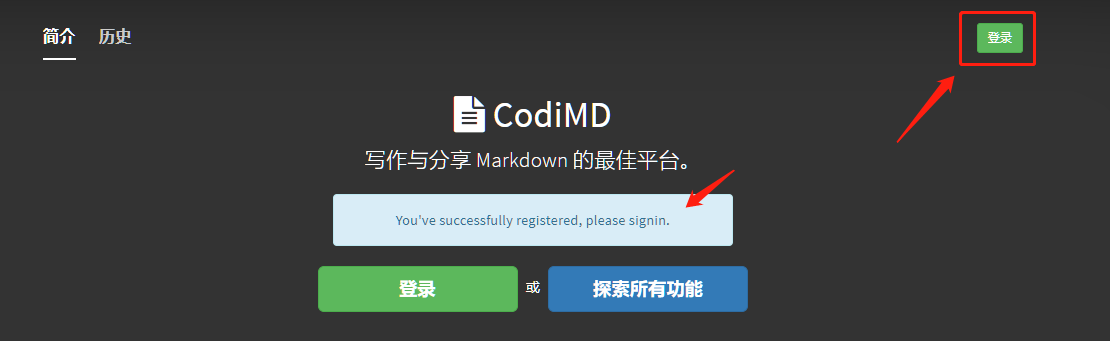 简介 历史 登录
CodiMD
写作与分享 Markdown 的最佳平台。
You've successfully registered, please signin.
登录 或 探索所有功能